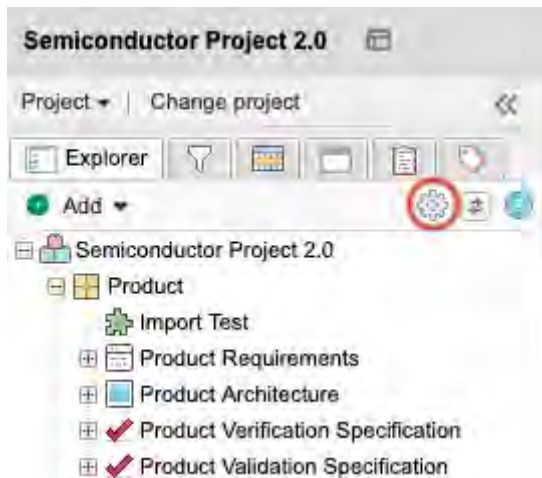 Semiconductor Project 2.0
Project | Change project
Explorer
Add
Semiconductor Project 2.0
Product
Import Test
Product Requirements
Product Architecture
Product Verification Specification
Product Validation Specification